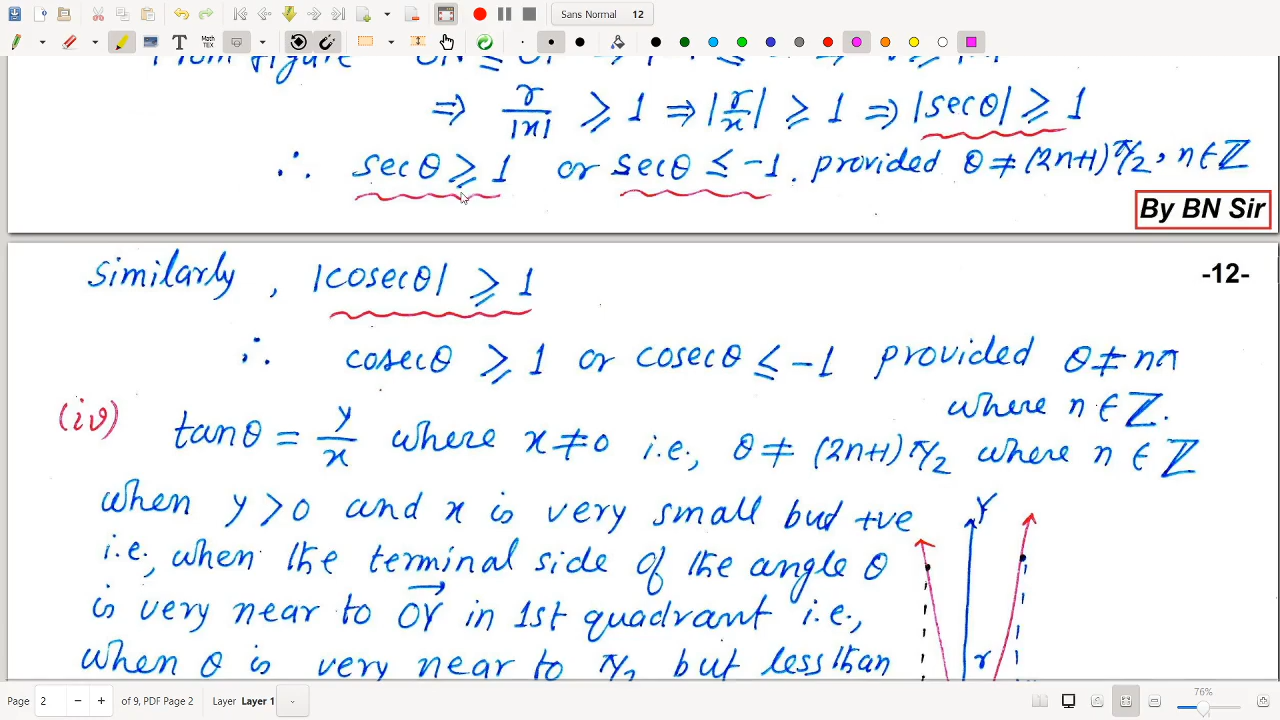 Sans Normal 12
T Math TEX
⇒ r/|x| ⩾ 1 ⇒ |r/x| ⩾ 1 ⇒ |secθ| ⩾ 1
∴ secθ ⩾ 1 or secθ ≤ -1. provided θ ≠ (2n+1)π/2, n ∈ ℤ
By BN Sir
similarly, |cosecθ| ⩾ 1
-12-
∴ cosecθ ⩾ 1 or cosecθ ≤ -1 provided θ ≠ nπ
where n ∈ ℤ.
(iv) tanθ = y/x where x ≠ 0 i.e., θ ≠ (2n+1)π/2 where n ∈ ℤ
when y > 0 and x is very small but +ve
i.e., when the terminal side of the angle θ
is very near to OY in 1st quadrant i.e.,
when θ is very near to π/2 but less than
Y
r
Page 2 of 9, PDF Page 2 Layer Layer 1
76%